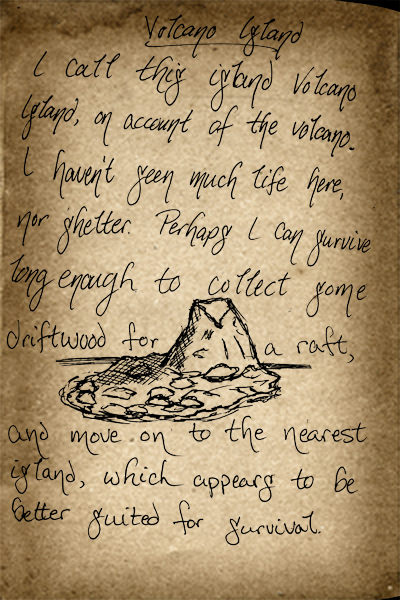 Volcano Island
I call this island Volcano
Island, on account of the volcano.
I haven't seen much life here,
nor shelter. Perhaps I can survive
long enough to collect some
driftwood for a raft,
and move on to the nearest
island, which appears to be
better suited for survival.